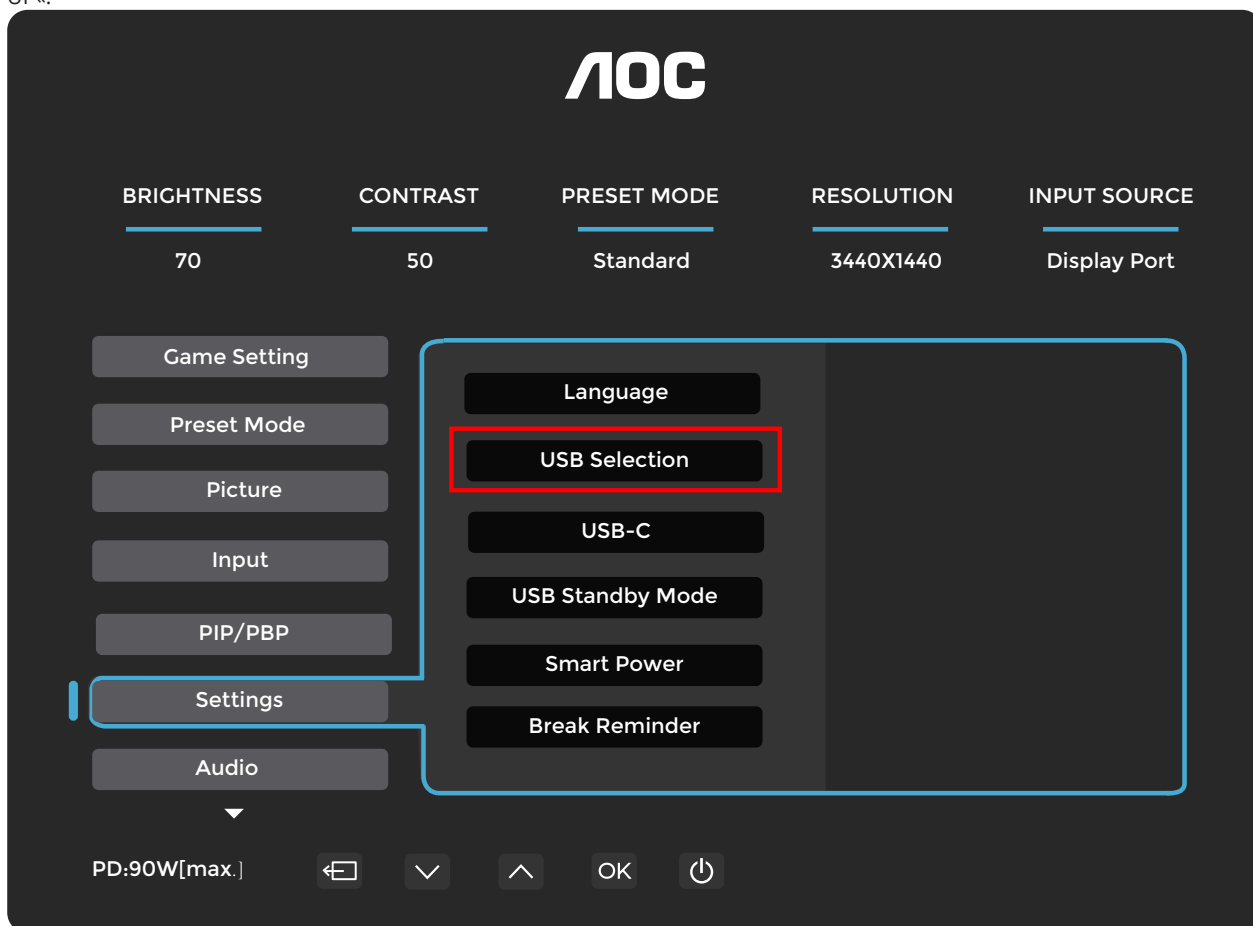 AOC
BRIGHTNESS CONTRAST PRESET MODE RESOLUTION INPUT SOURCE
70 50 Standard 3440X1440 Display Port
Game Setting
Preset Mode
Picture
Input
PIP/PBP
Settings
Audio
Language
USB Selection
USB-C
USB Standby Mode
Smart Power
Break Reminder
PD:90W[max.] OK